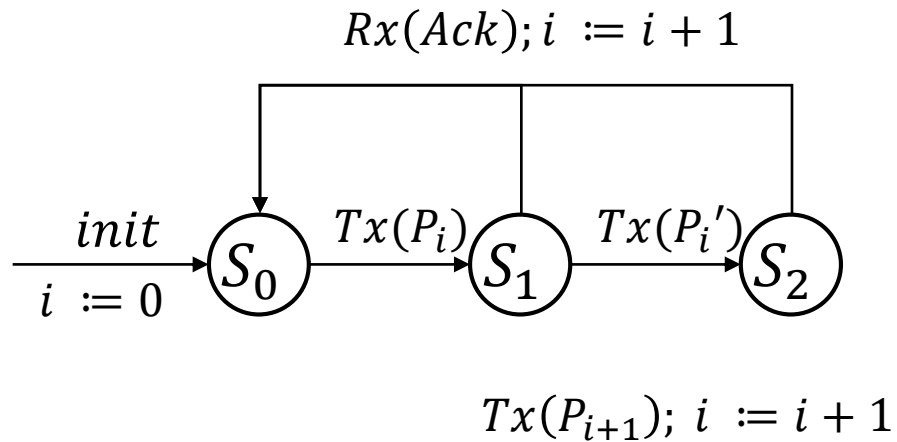 Rx(Ack); i := i + 1
init
i := 0
S₀
Tx(Pᵢ)
S₁
Tx(Pᵢ′)
S₂
Tx(Pᵢ₊₁); i := i + 1